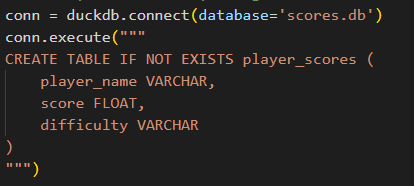 conn = duckdb.connect(database='scores.db')
conn.execute("""
CREATE TABLE IF NOT EXISTS player_scores (
    player_name VARCHAR,
    score FLOAT,
    difficulty VARCHAR
)
""")